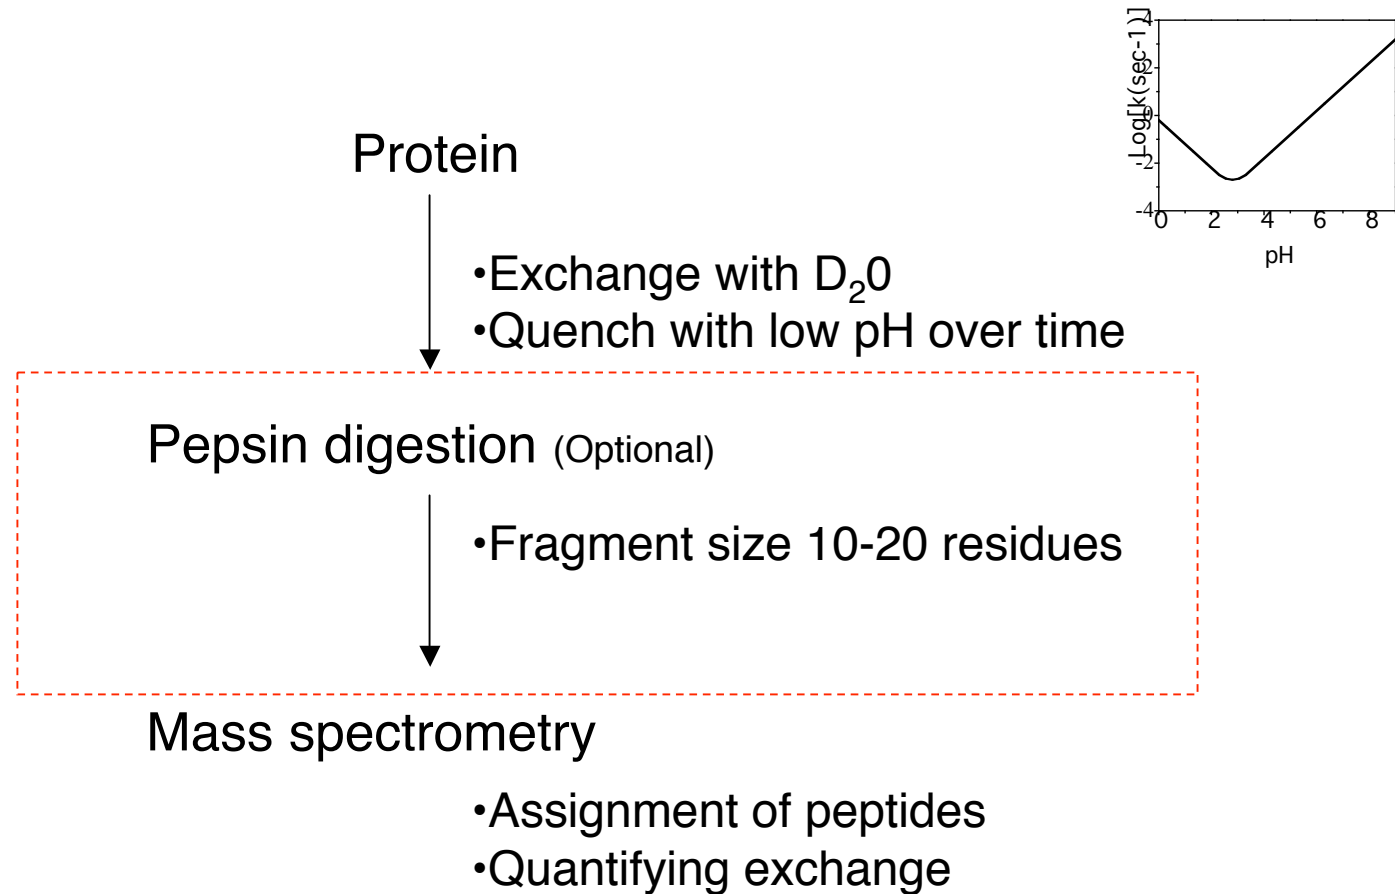 Protein
•Exchange with D₂0
•Quench with low pH over time
Pepsin digestion (Optional)
•Fragment size 10-20 residues
Mass spectrometry
•Assignment of peptides
•Quantifying exchange
Log[k(sec-1)]
4
2
0
-2
-4
0 2 4 6 8
pH